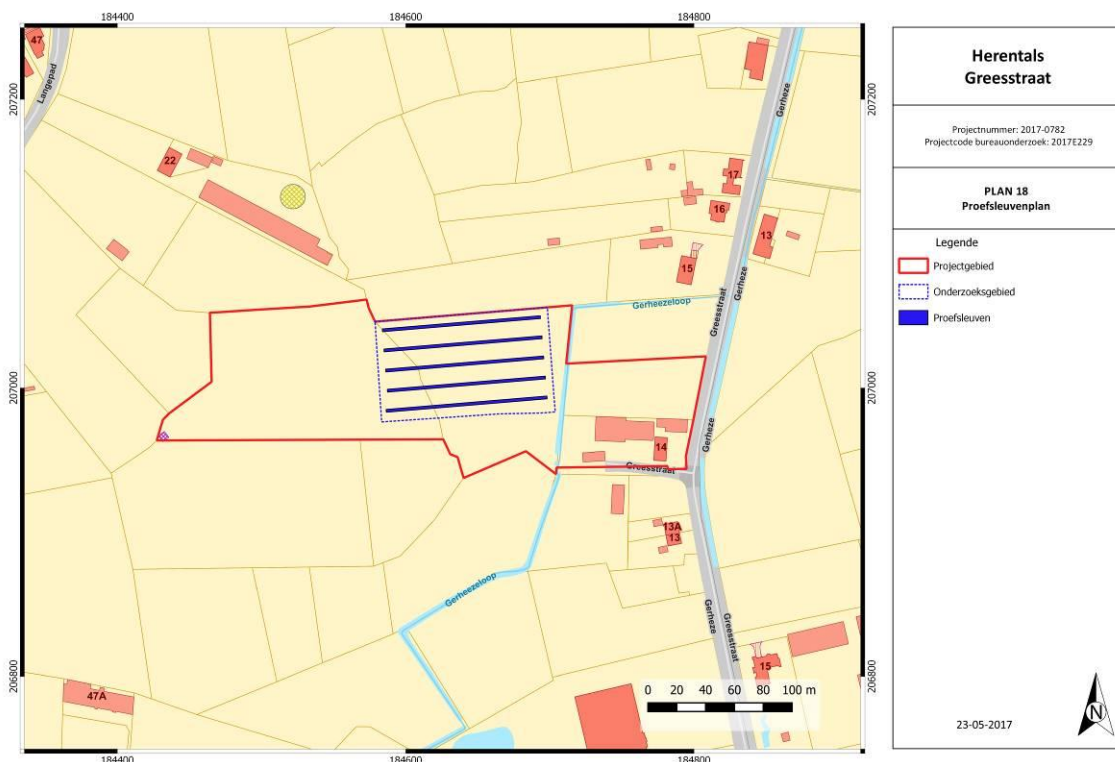 184400
184600
184800
47
Langepad
207200
207200
Gerheze
Herentals
Greesstraat
Projectnummer: 2017-0782
Projectcode bureauonderzoek: 2017E229
PLAN 18
Proefsleuvenplan
Legende
Projectgebied
Onderzoeksgebied
Proefsleuven
22
17
16
13
15
Gerheze
Greesstraat
Gerheezeloop
207000
207000
Gerheze
14
Greesstraat
13A
13
Gerheezeloop
Gerheze
Greesstraat
15
206800
206800
47A
0 20 40 60 80 100 m
23-05-2017
N
184400
184600
184800